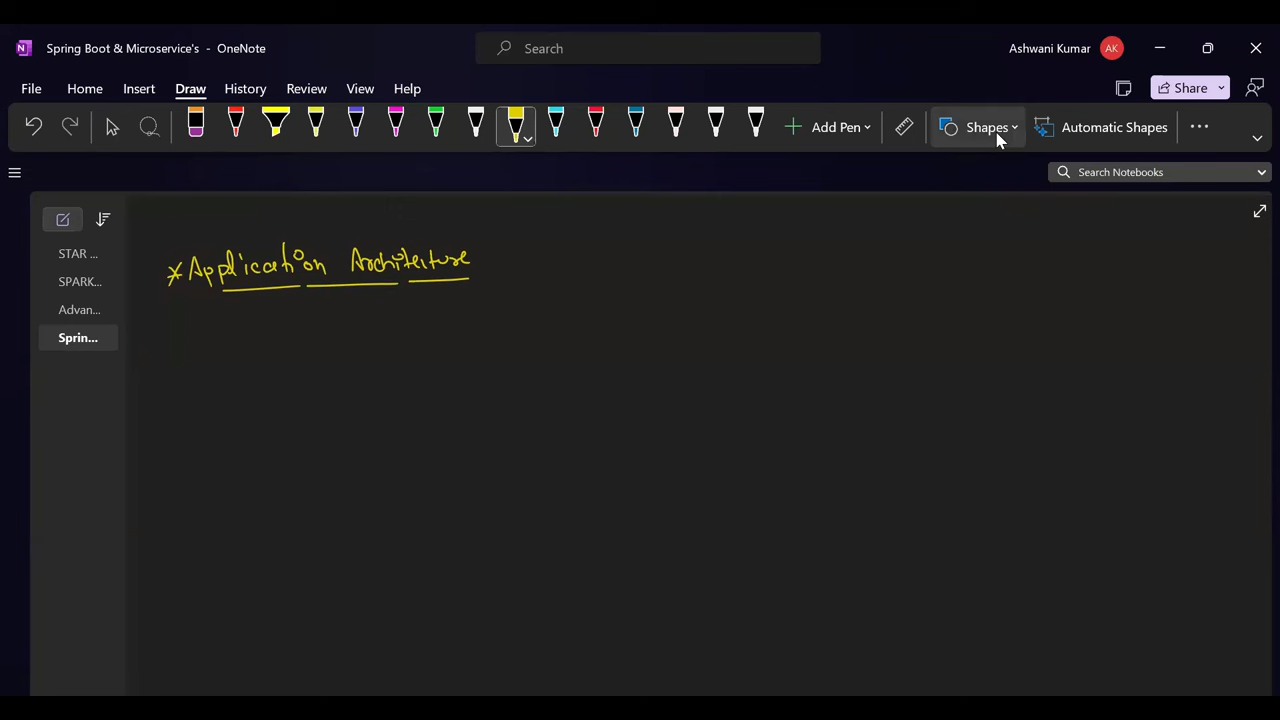 Spring Boot & Microservice's - OneNote
Search
Ashwani Kumar AK
File Home Insert Draw History Review View Help
Share
Add Pen
Shapes
Automatic Shapes
Search Notebooks
STAR ...
SPARK...
Advan...
Sprin...
*Application Architecture